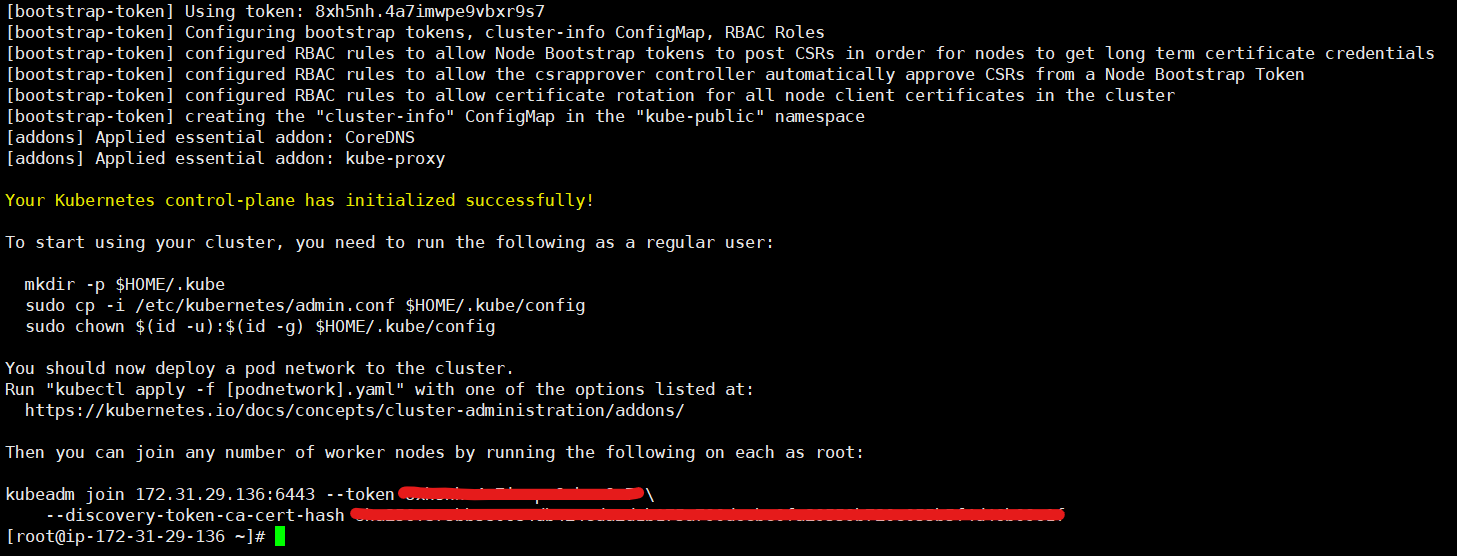 [bootstrap-token] Using token: 8xh5nh.4a7imwpe9vbxr9s7
[bootstrap-token] Configuring bootstrap tokens, cluster-info ConfigMap, RBAC Roles
[bootstrap-token] configured RBAC rules to allow Node Bootstrap tokens to post CSRs in order for nodes to get long term certificate credentials
[bootstrap-token] configured RBAC rules to allow the csrapprover controller automatically approve CSRs from a Node Bootstrap Token
[bootstrap-token] configured RBAC rules to allow certificate rotation for all node client certificates in the cluster
[bootstrap-token] creating the "cluster-info" ConfigMap in the "kube-public" namespace
[addons] Applied essential addon: CoreDNS
[addons] Applied essential addon: kube-proxy
Your Kubernetes control-plane has initialized successfully!
To start using your cluster, you need to run the following as a regular user:
mkdir -p $HOME/.kube
sudo cp -i /etc/kubernetes/admin.conf $HOME/.kube/config
sudo chown $(id -u):$(id -g) $HOME/.kube/config
You should now deploy a pod network to the cluster.
Run "kubectl apply -f [podnetwork].yaml" with one of the options listed at:
https://kubernetes.io/docs/concepts/cluster-administration/addons/
Then you can join any number of worker nodes by running the following on each as root:
kubeadm join 172.31.29.136:6443 --token \
--discovery-token-ca-cert-hash
[root@ip-172-31-29-136 ~]#